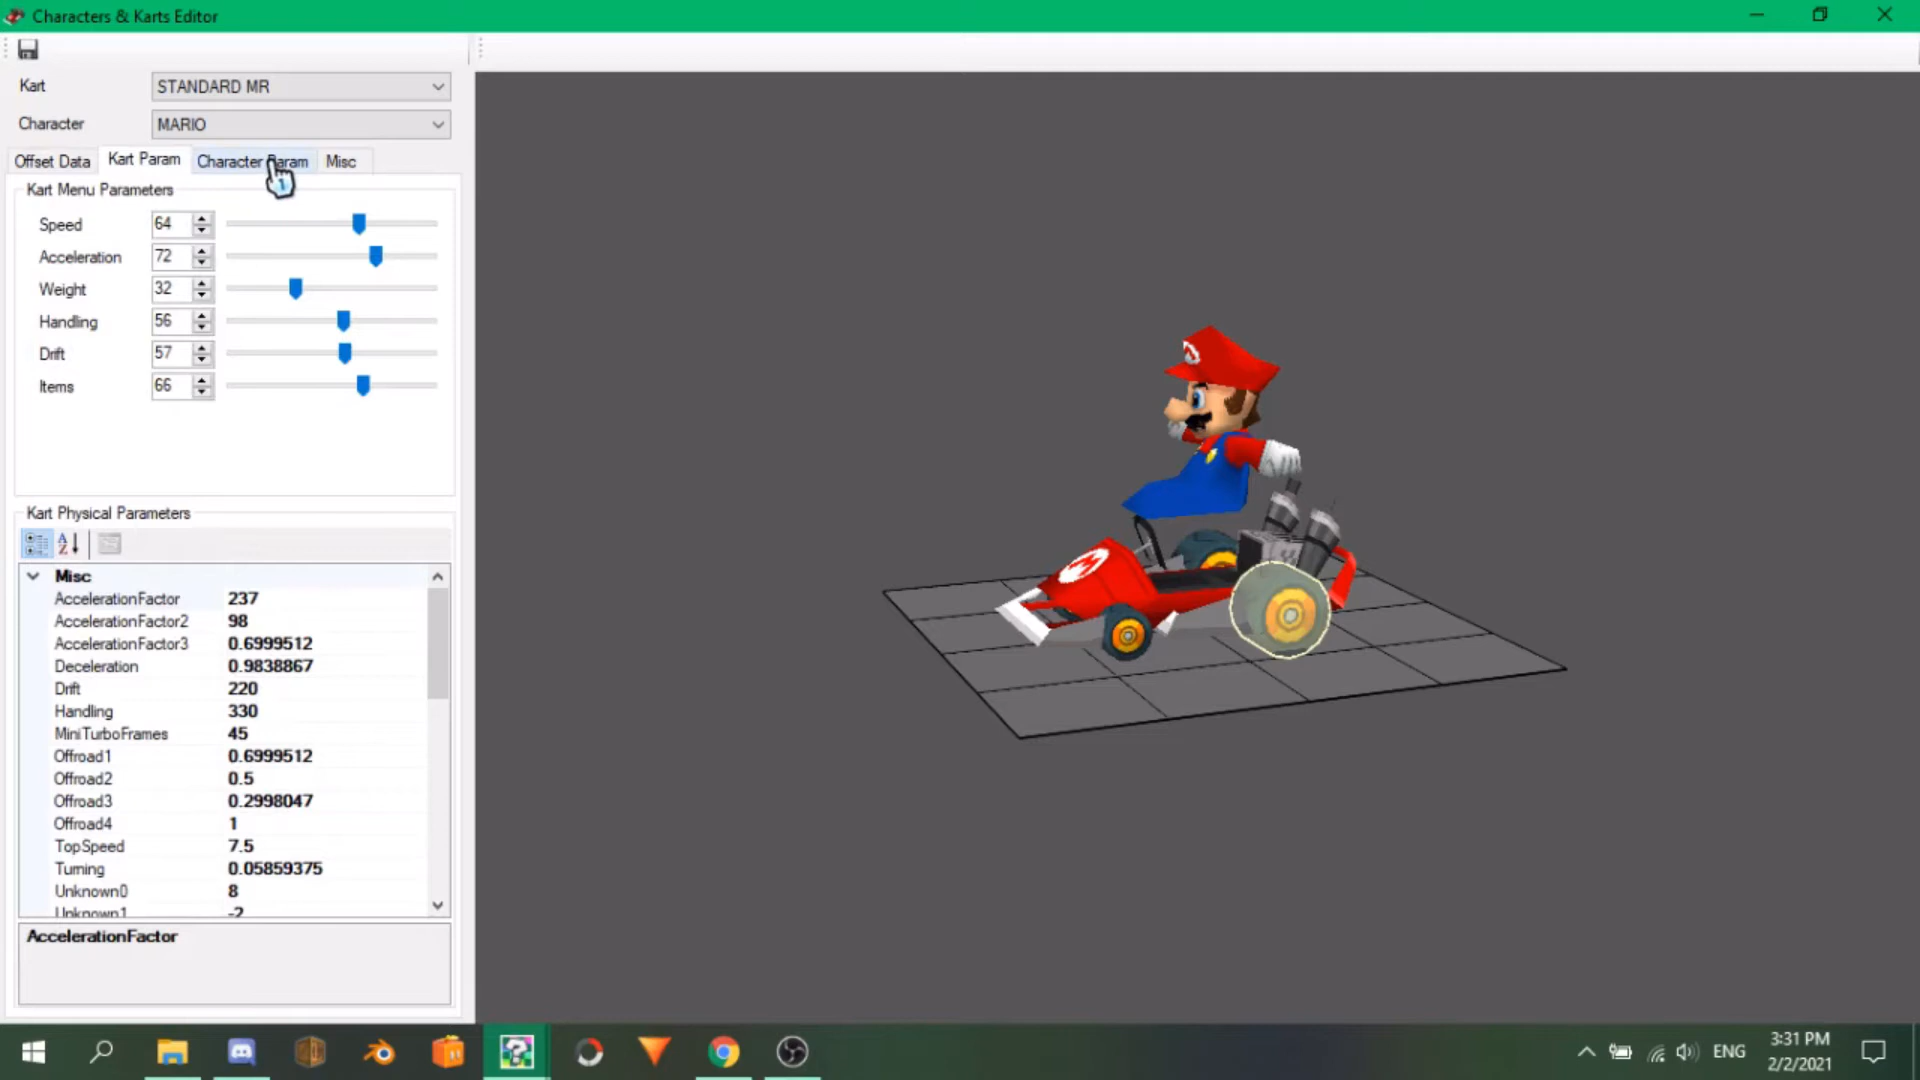 Characters & Karts Editor
Kart STANDARD MR
Character MARIO
Offset Data Kart Param Character Param Misc
Kart Menu Parameters
Speed 64
Acceleration 72
Weight 32
Handling 56
Drift 57
Items 66
Kart Physical Parameters
Misc
AccelerationFactor 237
AccelerationFactor2 98
AccelerationFactor3 0.6999512
Deceleration 0.9838867
Drift 220
Handling 330
MiniTurboFrames 45
Offroad1 0.6999512
Offroad2 0.5
Offroad3 0.2998047
Offroad4 1
TopSpeed 7.5
Turning 0.05859375
Unknown0 8
Unknown1 -2
AccelerationFactor
ENG
3:31 PM
2/2/2021